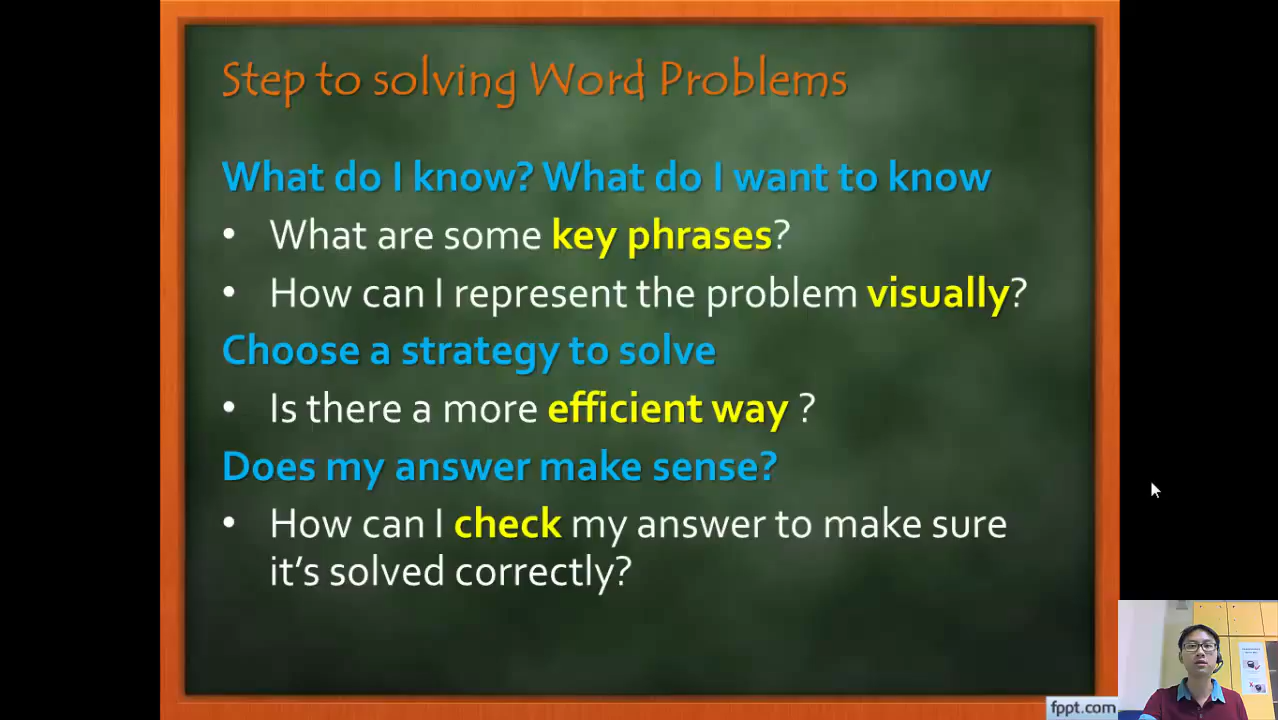 Step to solving Word Problems
What do I know? What do I want to know
• What are some key phrases?
• How can I represent the problem visually?
Choose a strategy to solve
• Is there a more efficient way ?
Does my answer make sense?
• How can I check my answer to make sure
it's solved correctly?
fppt.com